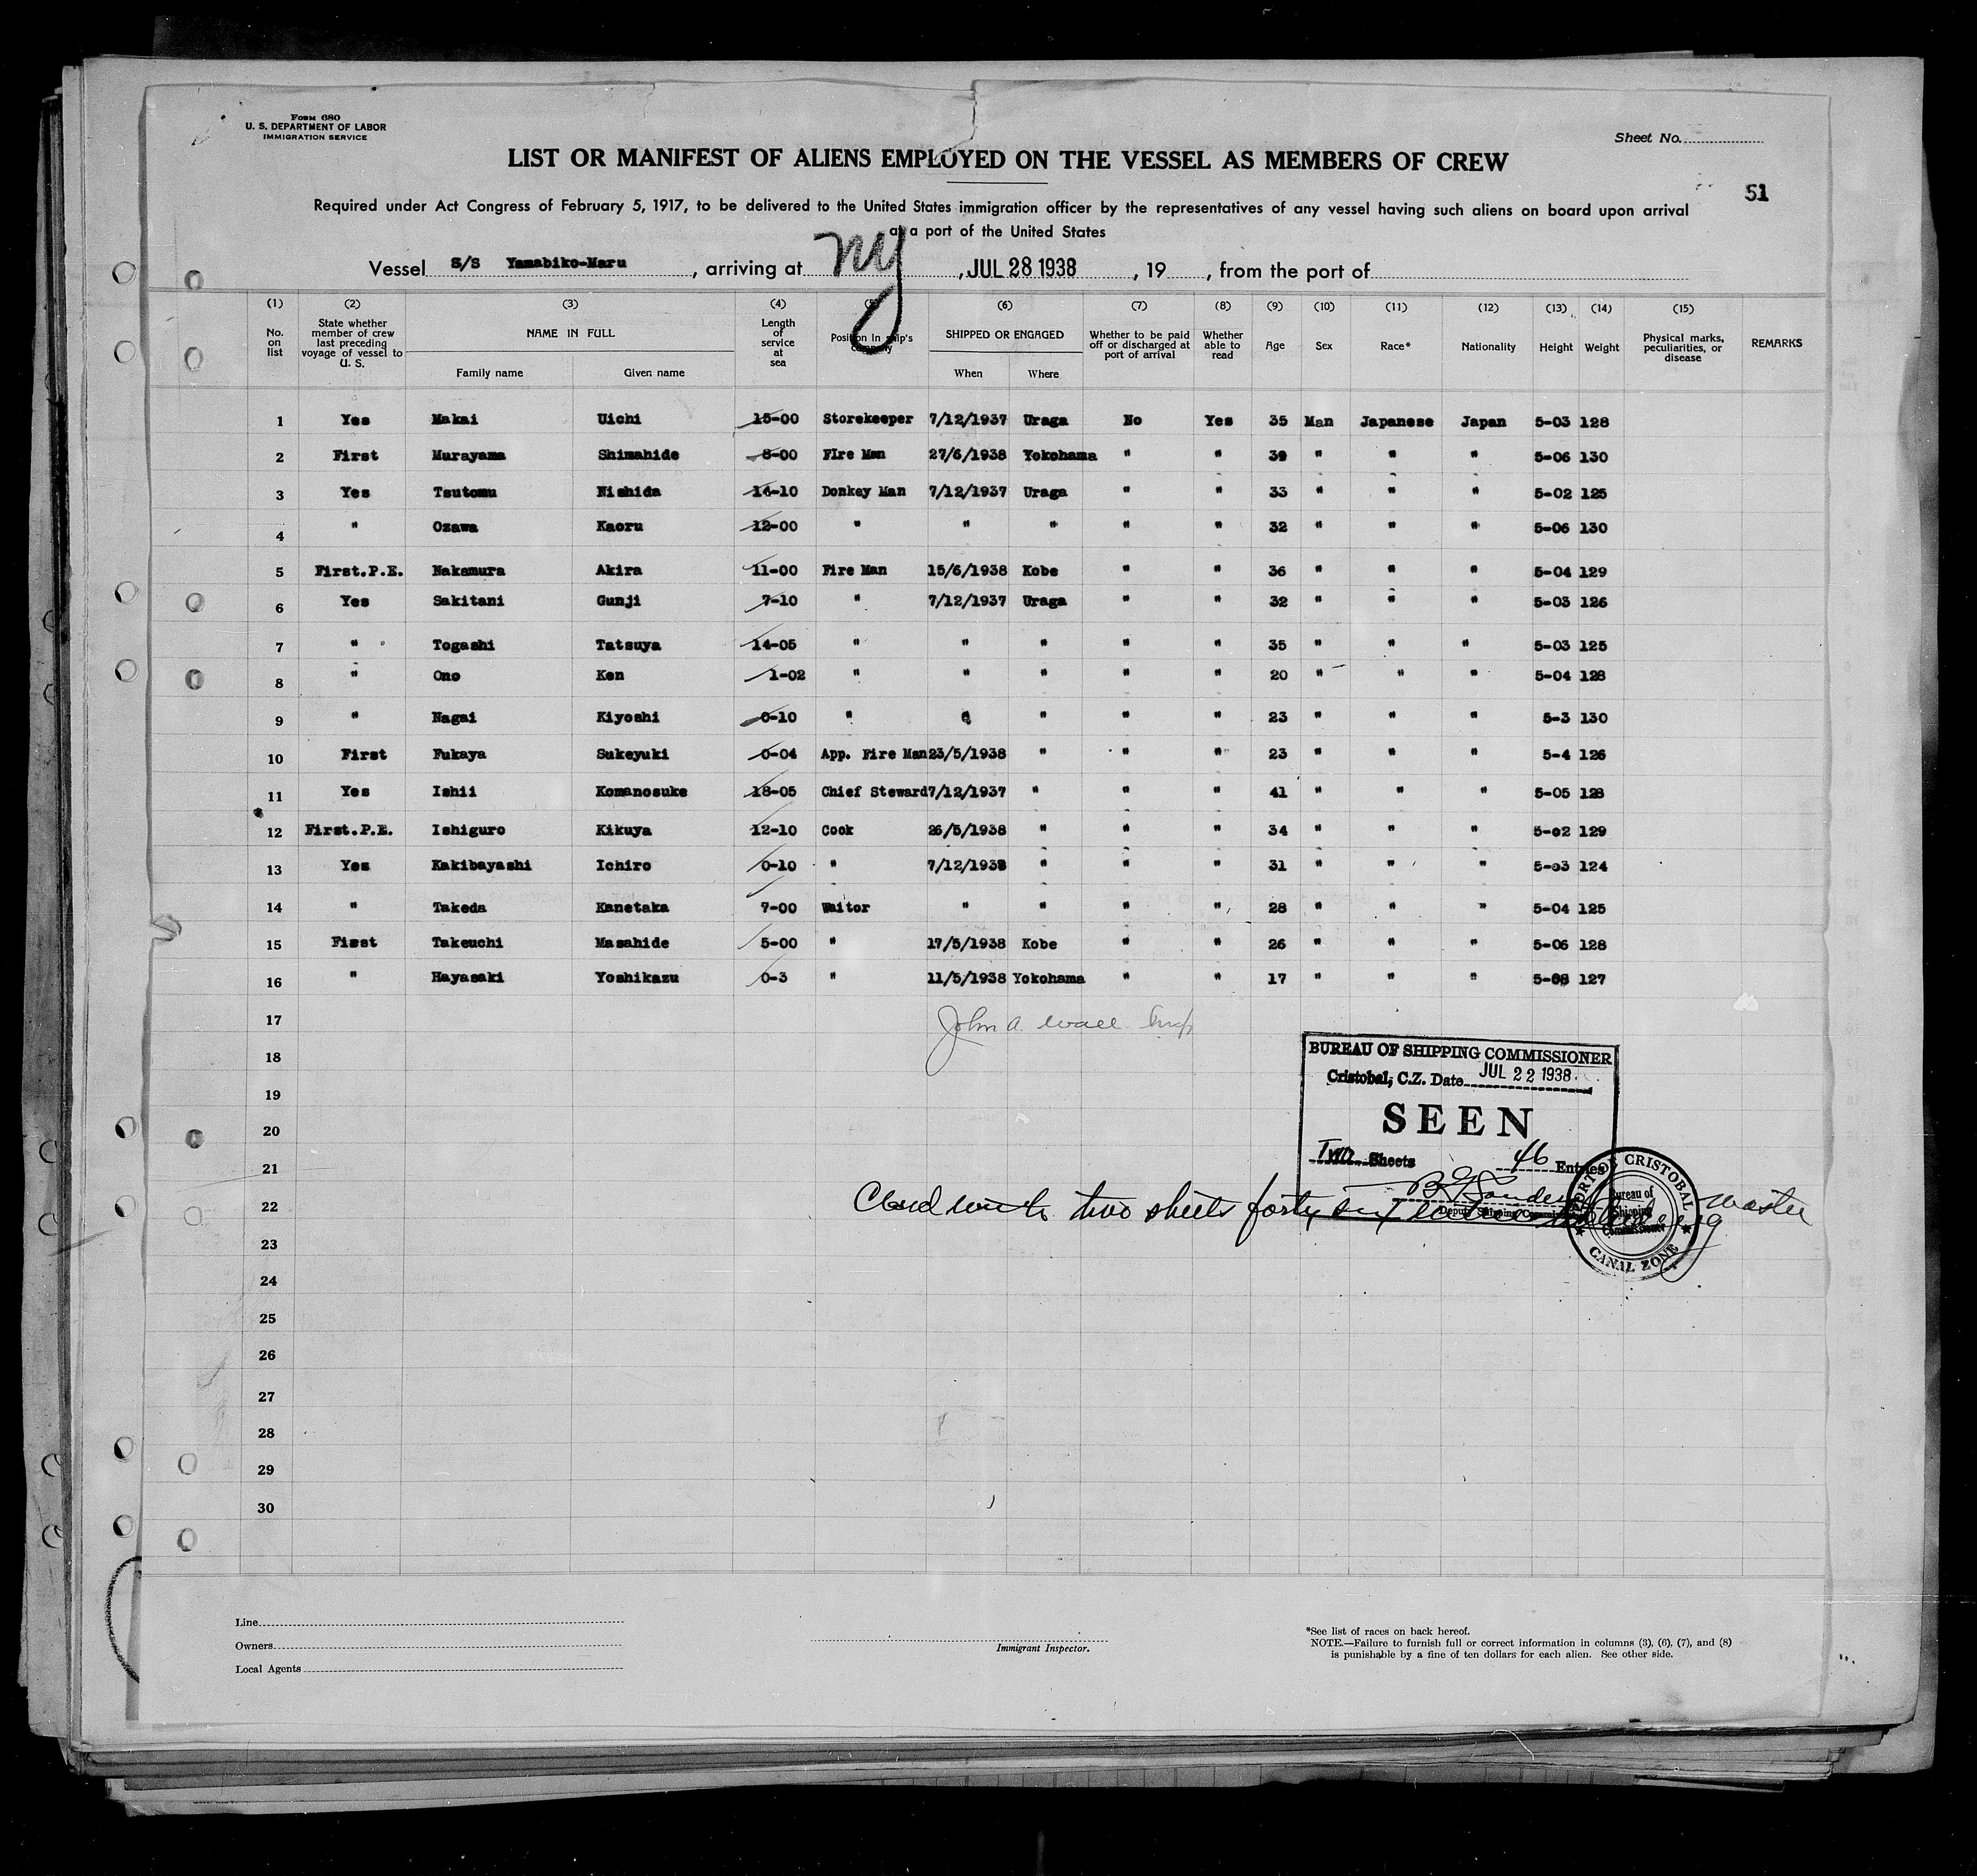 Form 680
U. S. DEPARTMENT OF LABOR
IMMIGRATION SERVICE
Sheet No.
LIST OR MANIFEST OF ALIENS EMPLOYED ON THE VESSEL AS MEMBERS OF CREW
51
Required under Act Congress of February 5, 1917, to be delivered to the United States immigration officer by the representatives of any vessel having such aliens on board upon arrival
at a port of the United States
Vessel S/S Yamabiko-Maru, arriving at NY, JUL 28 1938, 19, from the port of
(1) (2) (3) (4) (5) (6) (7) (8) (9) (10) (11) (12) (13) (14) (15)
No. on list State whether member of crew last preceding voyage of vessel to U. S. NAME IN FULL Family name Given name Length of service at sea Position in ship's company SHIPPED OR ENGAGED When Where Whether to be paid off or discharged at port of arrival Whether able to read Age Sex Race* Nationality Height Weight Physical marks, peculiarities, or disease REMARKS
1 Yes Makai Uichi 15-00 Storekeeper 7/12/1937 Uraga No Yes 35 Man Japanese Japan 5-03 128
2 First Murayama Shimahide 8-00 Fire Man 27/6/1938 Yokohama " " 39 " " " 5-06 130
3 Yes Tsutomu Nishida 14-10 Donkey Man 7/12/1937 Uraga " " 33 " " " 5-02 125
4 " Ozawa Kaoru 12-00 " " " " " 32 " " " 5-06 130
5 First.P.E. Nakamura Akira 11-00 Fire Man 15/6/1938 Kobe " " 36 " " " 5-04 129
6 Yes Sakitani Gunji 7-10 " 7/12/1937 Uraga " " 32 " " " 5-03 126
7 " Togashi Tatsuya 14-05 " " " " " 35 " " " 5-03 125
8 " Ono Ken 1-02 " " " " " 20 " " " 5-04 128
9 " Nagai Kiyoshi 0-10 " " " " " 23 " " " 5-3 130
10 First Fukaya Sukeyuki 0-04 App. Fire Man 23/5/1938 " " " 23 " " " 5-4 126
11 Yes Ishii Komanosuke 18-05 Chief Steward 7/12/1937 " " " 41 " " " 5-05 128
12 First.P.E. Ishiguro Kikuya 12-10 Cook 26/5/1938 " " " 34 " " " 5-02 129
13 Yes Kakibayashi Ichiro 0-10 " 7/12/1938 " " " 31 " " " 5-03 124
14 " Takeda Kanetaka 7-00 Waitor " " " " 28 " " " 5-04 125
15 First Takeuchi Masahide 5-00 " 17/5/1938 Kobe " " 26 " " " 5-06 128
16 " Hayasaki Yoshikazu 0-3 " 11/5/1938 Yokohama " " 17 " " " 5-08 127
17 John A. Wall
18
19
20
21
22
23
24
25
26
27
28
29
30
BUREAU OF SHIPPING COMMISSIONER
Cristobal, C.Z. Date JUL 22 1938
SEEN
Two Sheets 46 Entries
Deputy Shipping Commissioner
PORT OF CRISTOBAL
Bureau of Shipping Commissioner
CANAL ZONE
two sheets forty six Master
Line
Owners
Local Agents
Immigrant Inspector.
*See list of races on back hereof.
NOTE.—Failure to furnish full or correct information in columns (3), (6), (7), and (8)
is punishable by a fine of ten dollars for each alien. See other side.